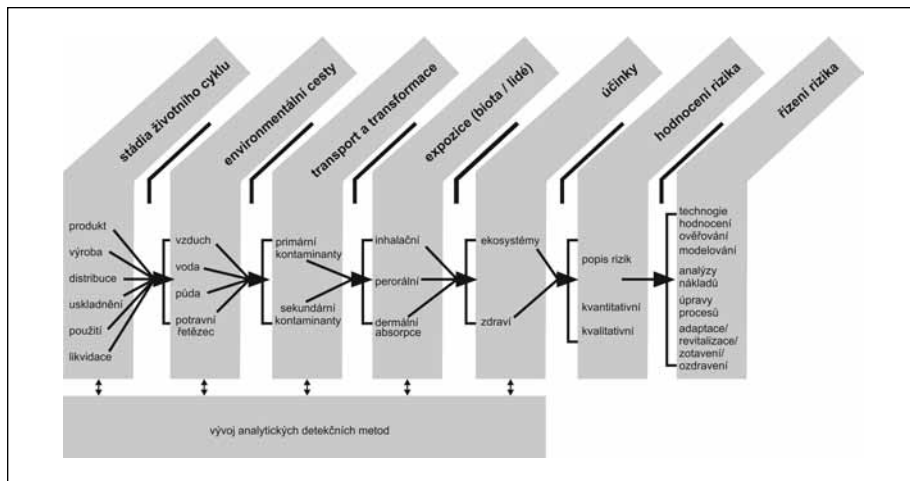 stádia životního cyklu
environmentální cesty
transport a transformace
expozice (biota / lidé)
účinky
hodnocení rizika
řízení rizika
produkt
výroba
distribuce
uskladnění
použití
likvidace
vzduch
voda
půda
potravní
řetězec
primární
kontaminanty
sekundární
kontaminanty
inhalační
perorální
dermální
absorpce
ekosystémy
zdraví
popis rizik
kvantitativní
kvalitativní
technogie
hodnocení
ověřování
modelování
analýzy
nákladů
úpravy
procesů
adaptace/
revitalizace/
zotavení/
ozdravení
vývoj analytických detekčních metod